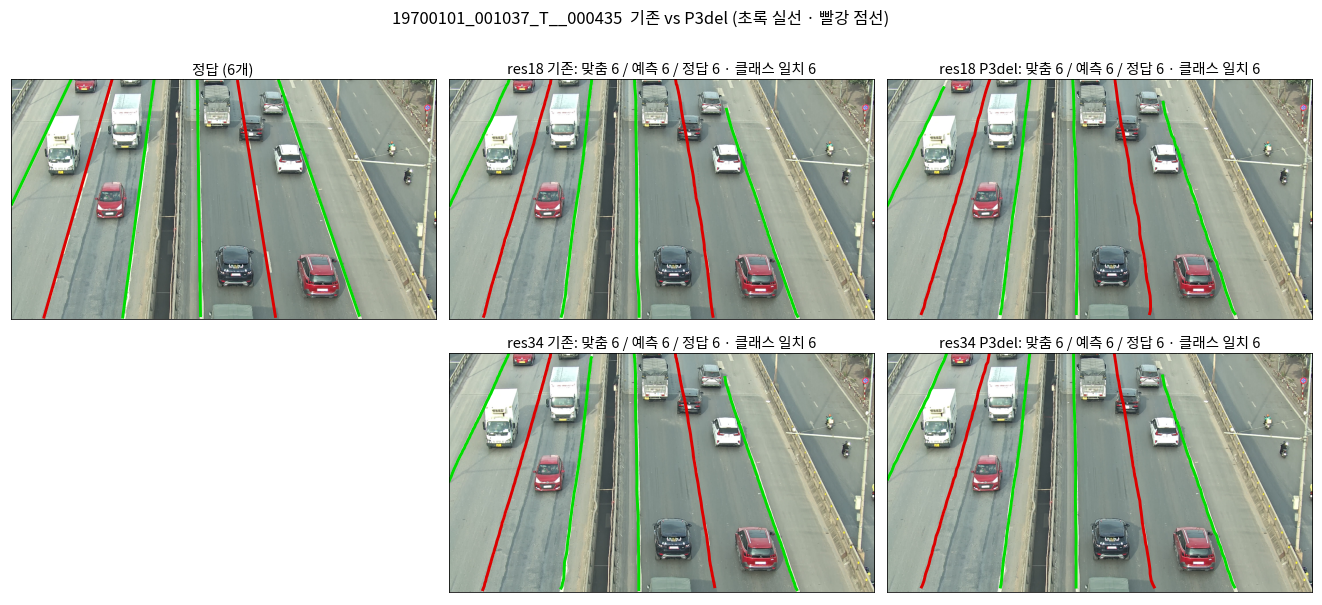 19700101_001037_T__000435 기존 vs P3del (초록 실선 · 빨강 점선)
정답 (6개)
res18 기존: 맞춤 6 / 예측 6 / 정답 6 · 클래스 일치 6
res18 P3del: 맞춤 6 / 예측 6 / 정답 6 · 클래스 일치 6
res34 기존: 맞춤 6 / 예측 6 / 정답 6 · 클래스 일치 6
res34 P3del: 맞춤 6 / 예측 6 / 정답 6 · 클래스 일치 6